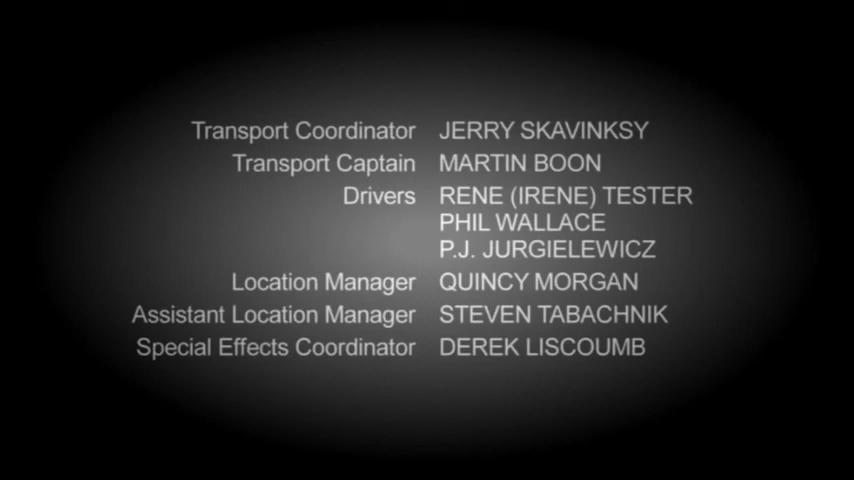 Transport Coordinator JERRY SKAVINKSY
Transport Captain MARTIN BOON
Drivers RENE (IRENE) TESTER
PHIL WALLACE
P.J. JURGIELEWICZ
Location Manager QUINCY MORGAN
Assistant Location Manager STEVEN TABACHNIK
Special Effects Coordinator DEREK LISCOUMB